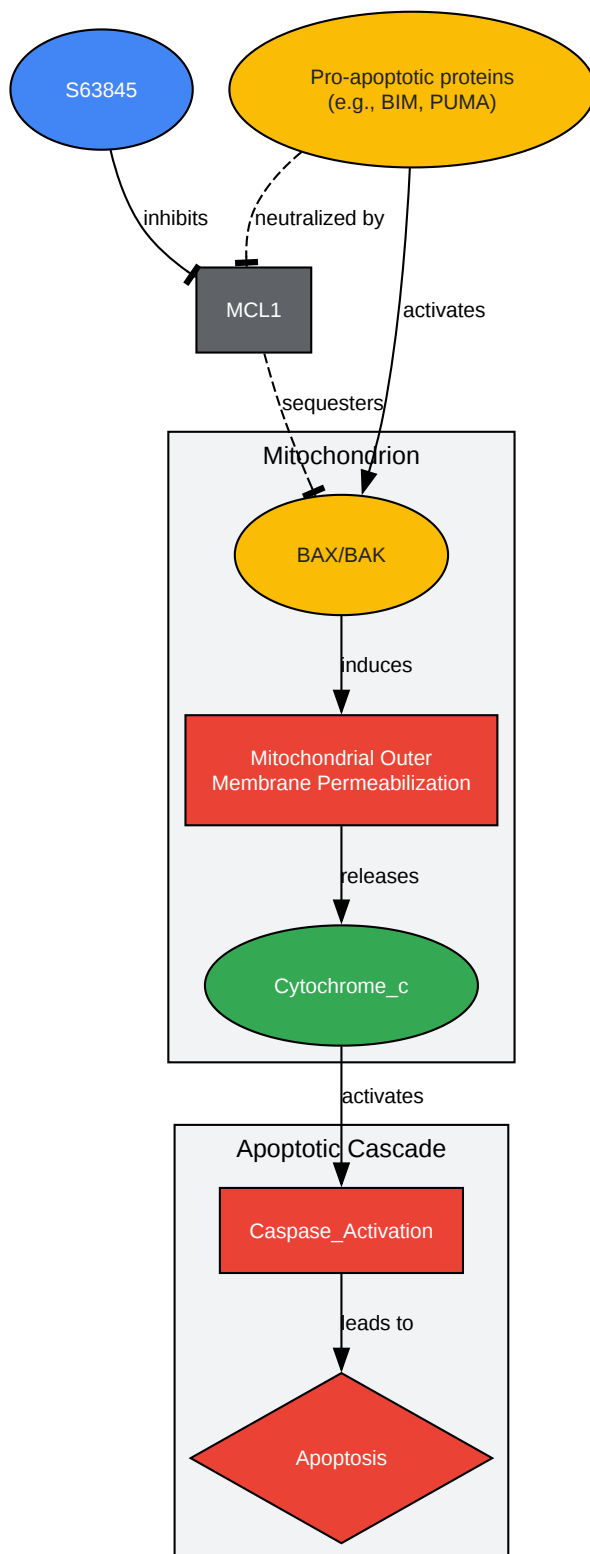 S63845
Pro-apoptotic proteins
(e.g., BIM, PUMA)
inhibits
neutralized by
MCL1
activates
sequesters
Mitochondrion
BAX/BAK
induces
Mitochondrial Outer
Membrane Permeabilization
releases
Cytochrome_c
activates
Apoptotic Cascade
Caspase_Activation
leads to
Apoptosis